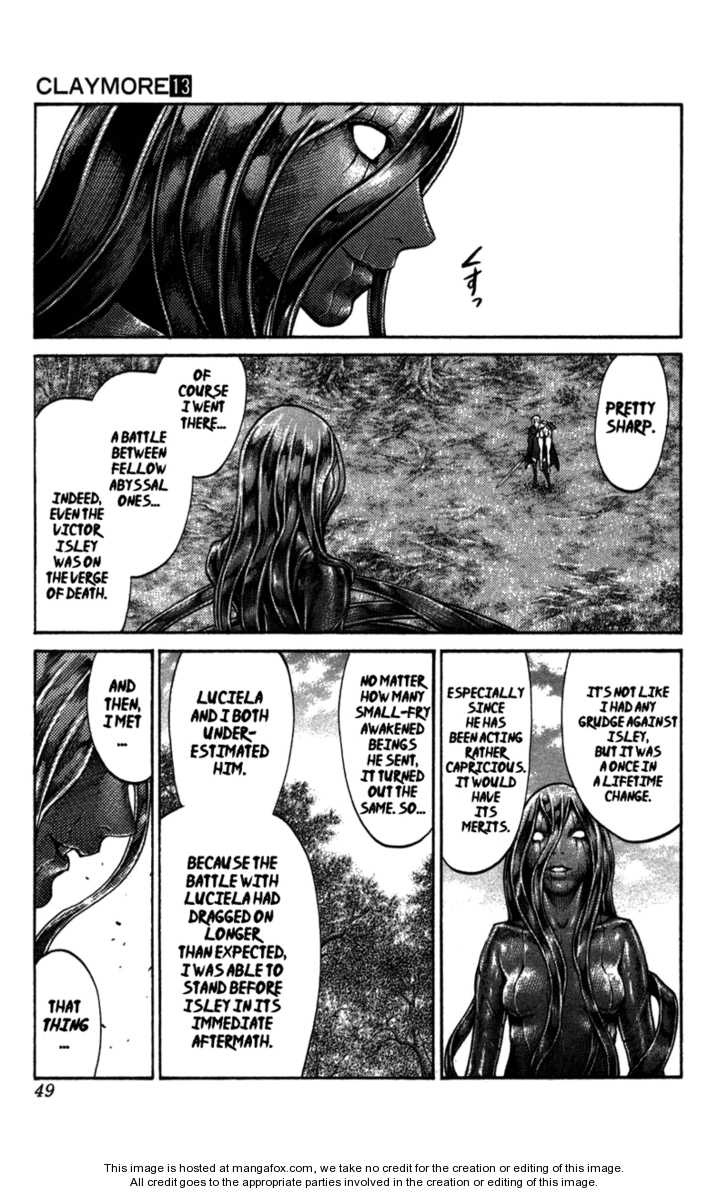 CLAYMORE 13
くすっ
PRETTY
SHARP.
OF
COURSE
I WENT
THERE...
A BATTLE
BETWEEN
FELLOW
ABYSSAL
ONES...
INDEED,
EVEN THE
VICTOR
ISLEY
WAS ON
THE VERGE
OF DEATH.
IT'S NOT LIKE
I HAD ANY
GRUDGE AGAINST
ISLEY,
BUT IT WAS
A ONCE IN
A LIFETIME
CHANGE.
ESPECIALLY
SINCE
HE HAS
BEEN ACTING
RATHER
CAPRICIOUS.
IT WOULD
HAVE
ITS
MERITS.
NO MATTER
HOW MANY
SMALL-FRY
AWAKENED
BEINGS
HE SENT,
IT TURNED
OUT THE
SAME. SO...
LUCIELA
AND I BOTH
UNDER-
ESTIMATED
HIM.
BECAUSE THE
BATTLE WITH
LUCIELA HAD
DRAGGED ON
LONGER
THAN EXPECTED,
I WAS ABLE TO
STAND BEFORE
ISLEY IN ITS
IMMEDIATE
AFTERMATH.
AND
THEN,
I MET
...
THAT
THING
...
49
This image is hosted at mangafox.com, we take no credit for the creation or editing of this image.
All credit goes to the appropriate parties involved in the creation or editing of this image.